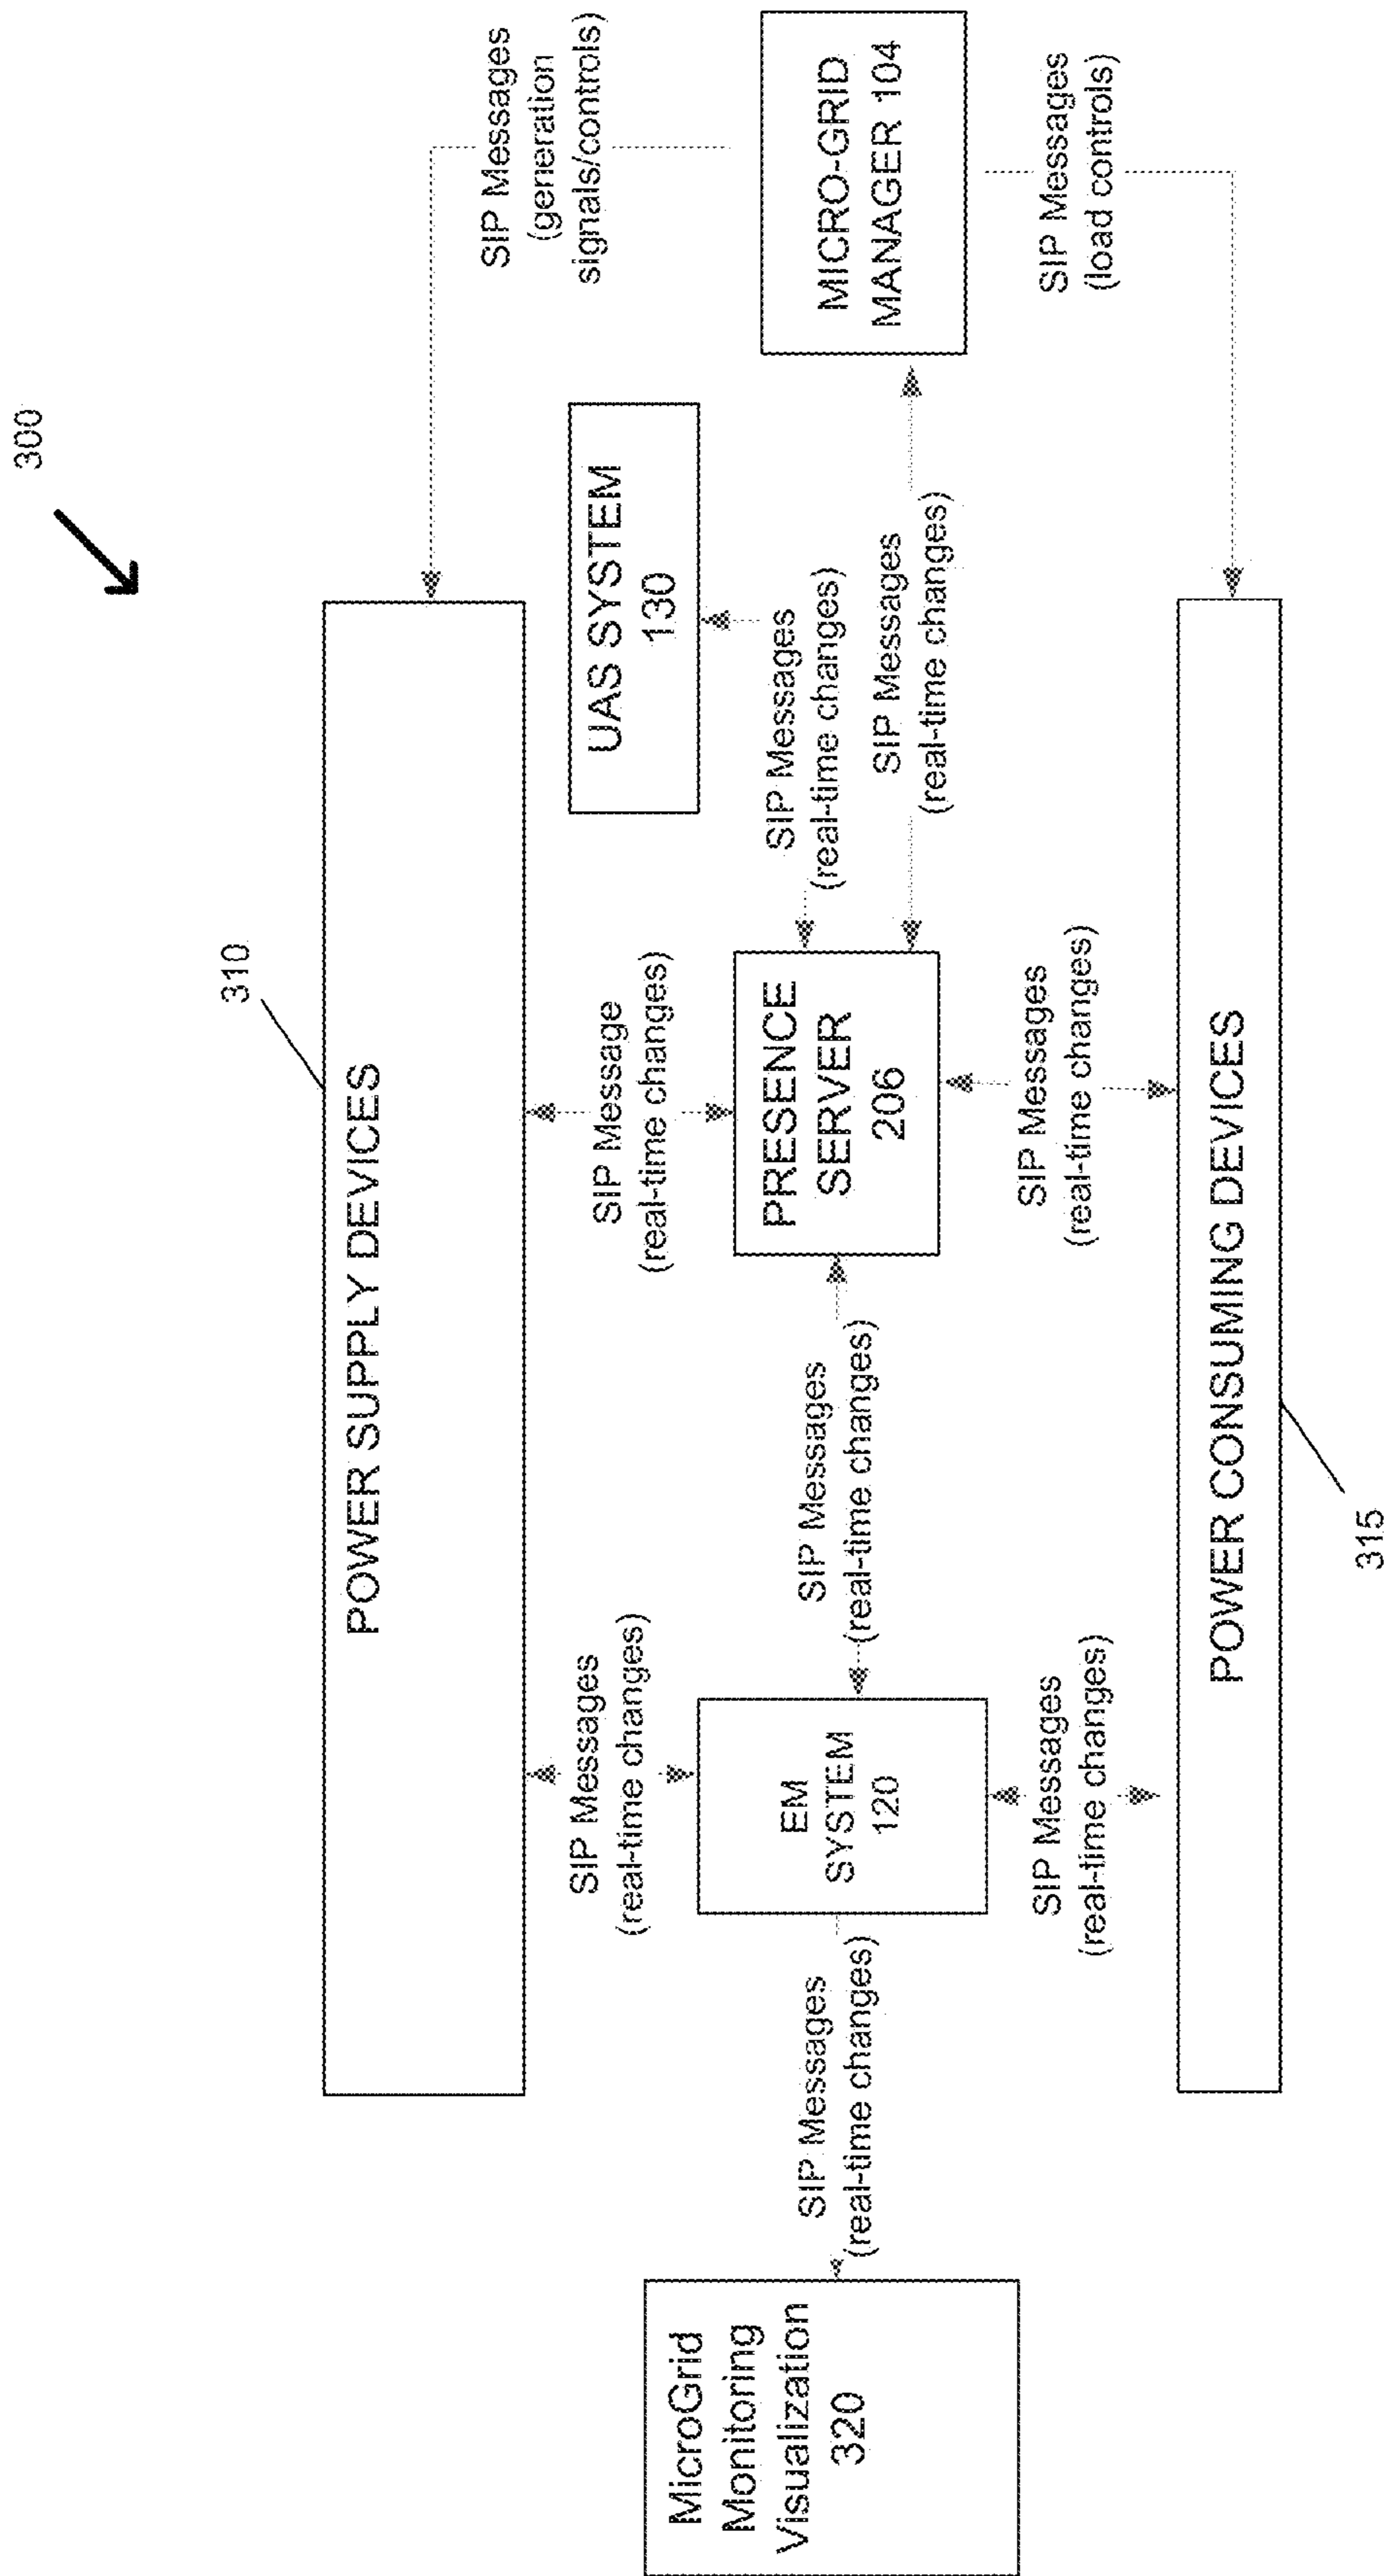 300
310
POWER SUPPLY DEVICES
SIP Messages
(generation
signals/controls)
SIP Messages
(real-time changes)
SIP Message
(real-time changes)
UAS SYSTEM
130
MicroGrid
Monitoring
Visualization
320
SIP Messages
(real-time changes)
EM
SYSTEM
120
SIP Messages
(real-time changes)
PRESENCE
SERVER
206
SIP Messages
(real-time changes)
SIP Messages
(real-time changes)
MICRO-GRID
MANAGER 104
SIP Messages
(real-time changes)
SIP Messages
(real-time changes)
SIP Messages
(load controls)
POWER CONSUMING DEVICES
315